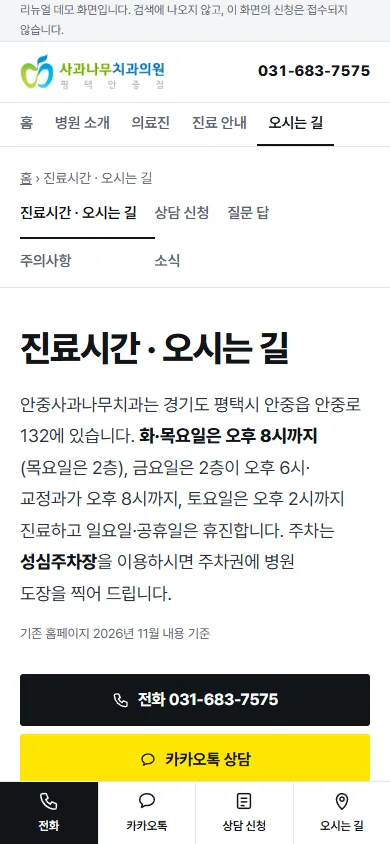 리뉴얼 데모 화면입니다. 검색에 나오지 않고, 이 화면의 신청은 접수되지
않습니다.
사과나무치과의원
평 택 안 중 점
031-683-7575
홈 병원 소개 의료진 진료 안내 오시는 길
홈 › 진료시간 · 오시는 길
진료시간 · 오시는 길 상담 신청 질문 답
주의사항 소식
진료시간 · 오시는 길
안중사과나무치과는 경기도 평택시 안중읍 안중로
132에 있습니다. 화·목요일은 오후 8시까지
(목요일은 2층), 금요일은 2층이 오후 6시·
교정과가 오후 8시까지, 토요일은 오후 2시까지
진료하고 일요일·공휴일은 휴진합니다. 주차는
성심주차장을 이용하시면 주차권에 병원
도장을 찍어 드립니다.
기존 홈페이지 2026년 11월 내용 기준
전화 031-683-7575
카카오톡 상담
전화 카카오톡 상담 신청 오시는 길